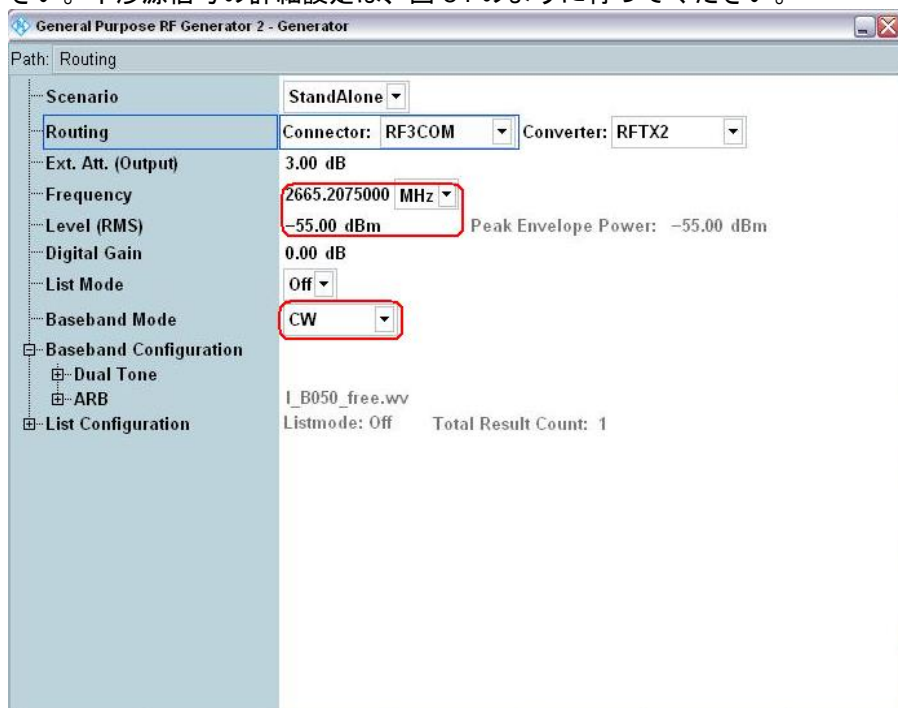 General Purpose RF Generator 2 - Generator
Path: Routing
Scenario StandAlone
Routing Connector: RF3COM Converter: RFTX2
Ext. Att. (Output) 3.00 dB
Frequency 2665.2075000 MHz
Level (RMS) -55.00 dBm Peak Envelope Power: -55.00 dBm
Digital Gain 0.00 dB
List Mode Off
Baseband Mode CW
Baseband Configuration
Dual Tone
ARB I_B050_free.wv
List Configuration Listmode: Off Total Result Count: 1